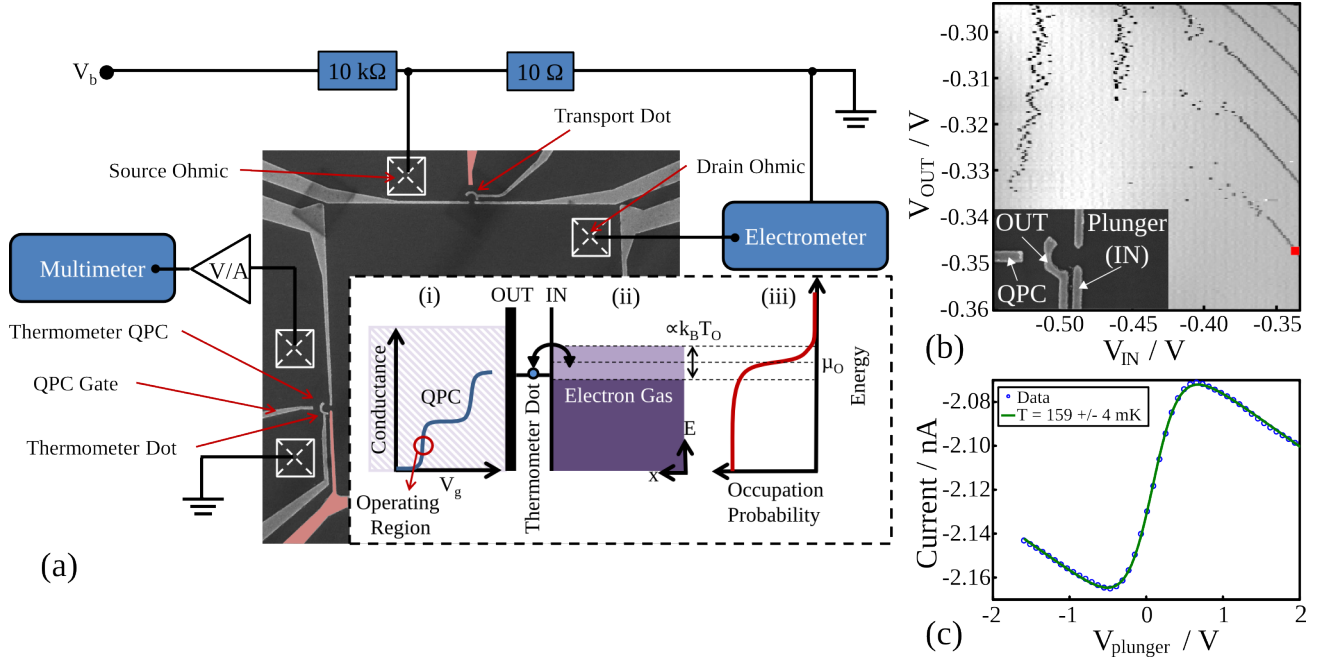 V_b
10 kΩ
10 Ω
Transport Dot
Source Ohmic
Drain Ohmic
Multimeter
V/A
Electrometer
Thermometer QPC
QPC Gate
Thermometer Dot
(i)
OUT
IN
(ii)
(iii)
∝k_BT_O
μ_O
Conductance
QPC
V_g
Operating
Region
Thermometer Dot
Electron Gas
E
x
Energy
Occupation
Probability
(a)
V_OUT / V
-0.30
-0.31
-0.32
-0.33
-0.34
-0.35
-0.36
OUT
Plunger
(IN)
QPC
-0.50
-0.45
-0.40
-0.35
V_IN / V
(b)
Current / nA
-2.08
-2.10
-2.12
-2.14
-2.16
Data
T = 159 +/- 4 mK
-2
-1
0
1
2
V_plunger / V
(c)